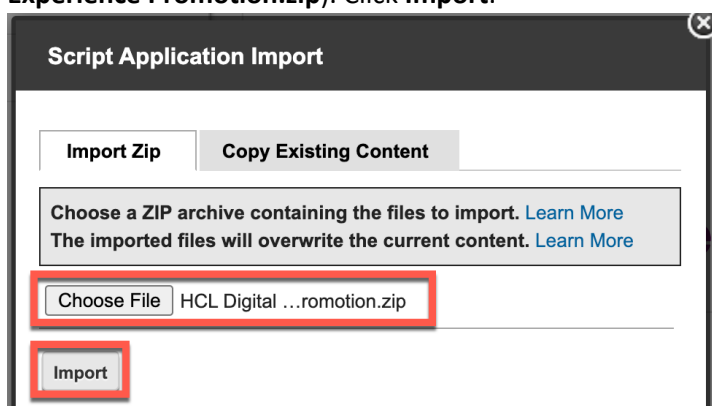 Experience Promotion.zip). Click Import.
Script Application Import
Import Zip
Copy Existing Content
Choose a ZIP archive containing the files to import. Learn More
The imported files will overwrite the current content. Learn More
Choose File HCL Digital ...romotion.zip
Import